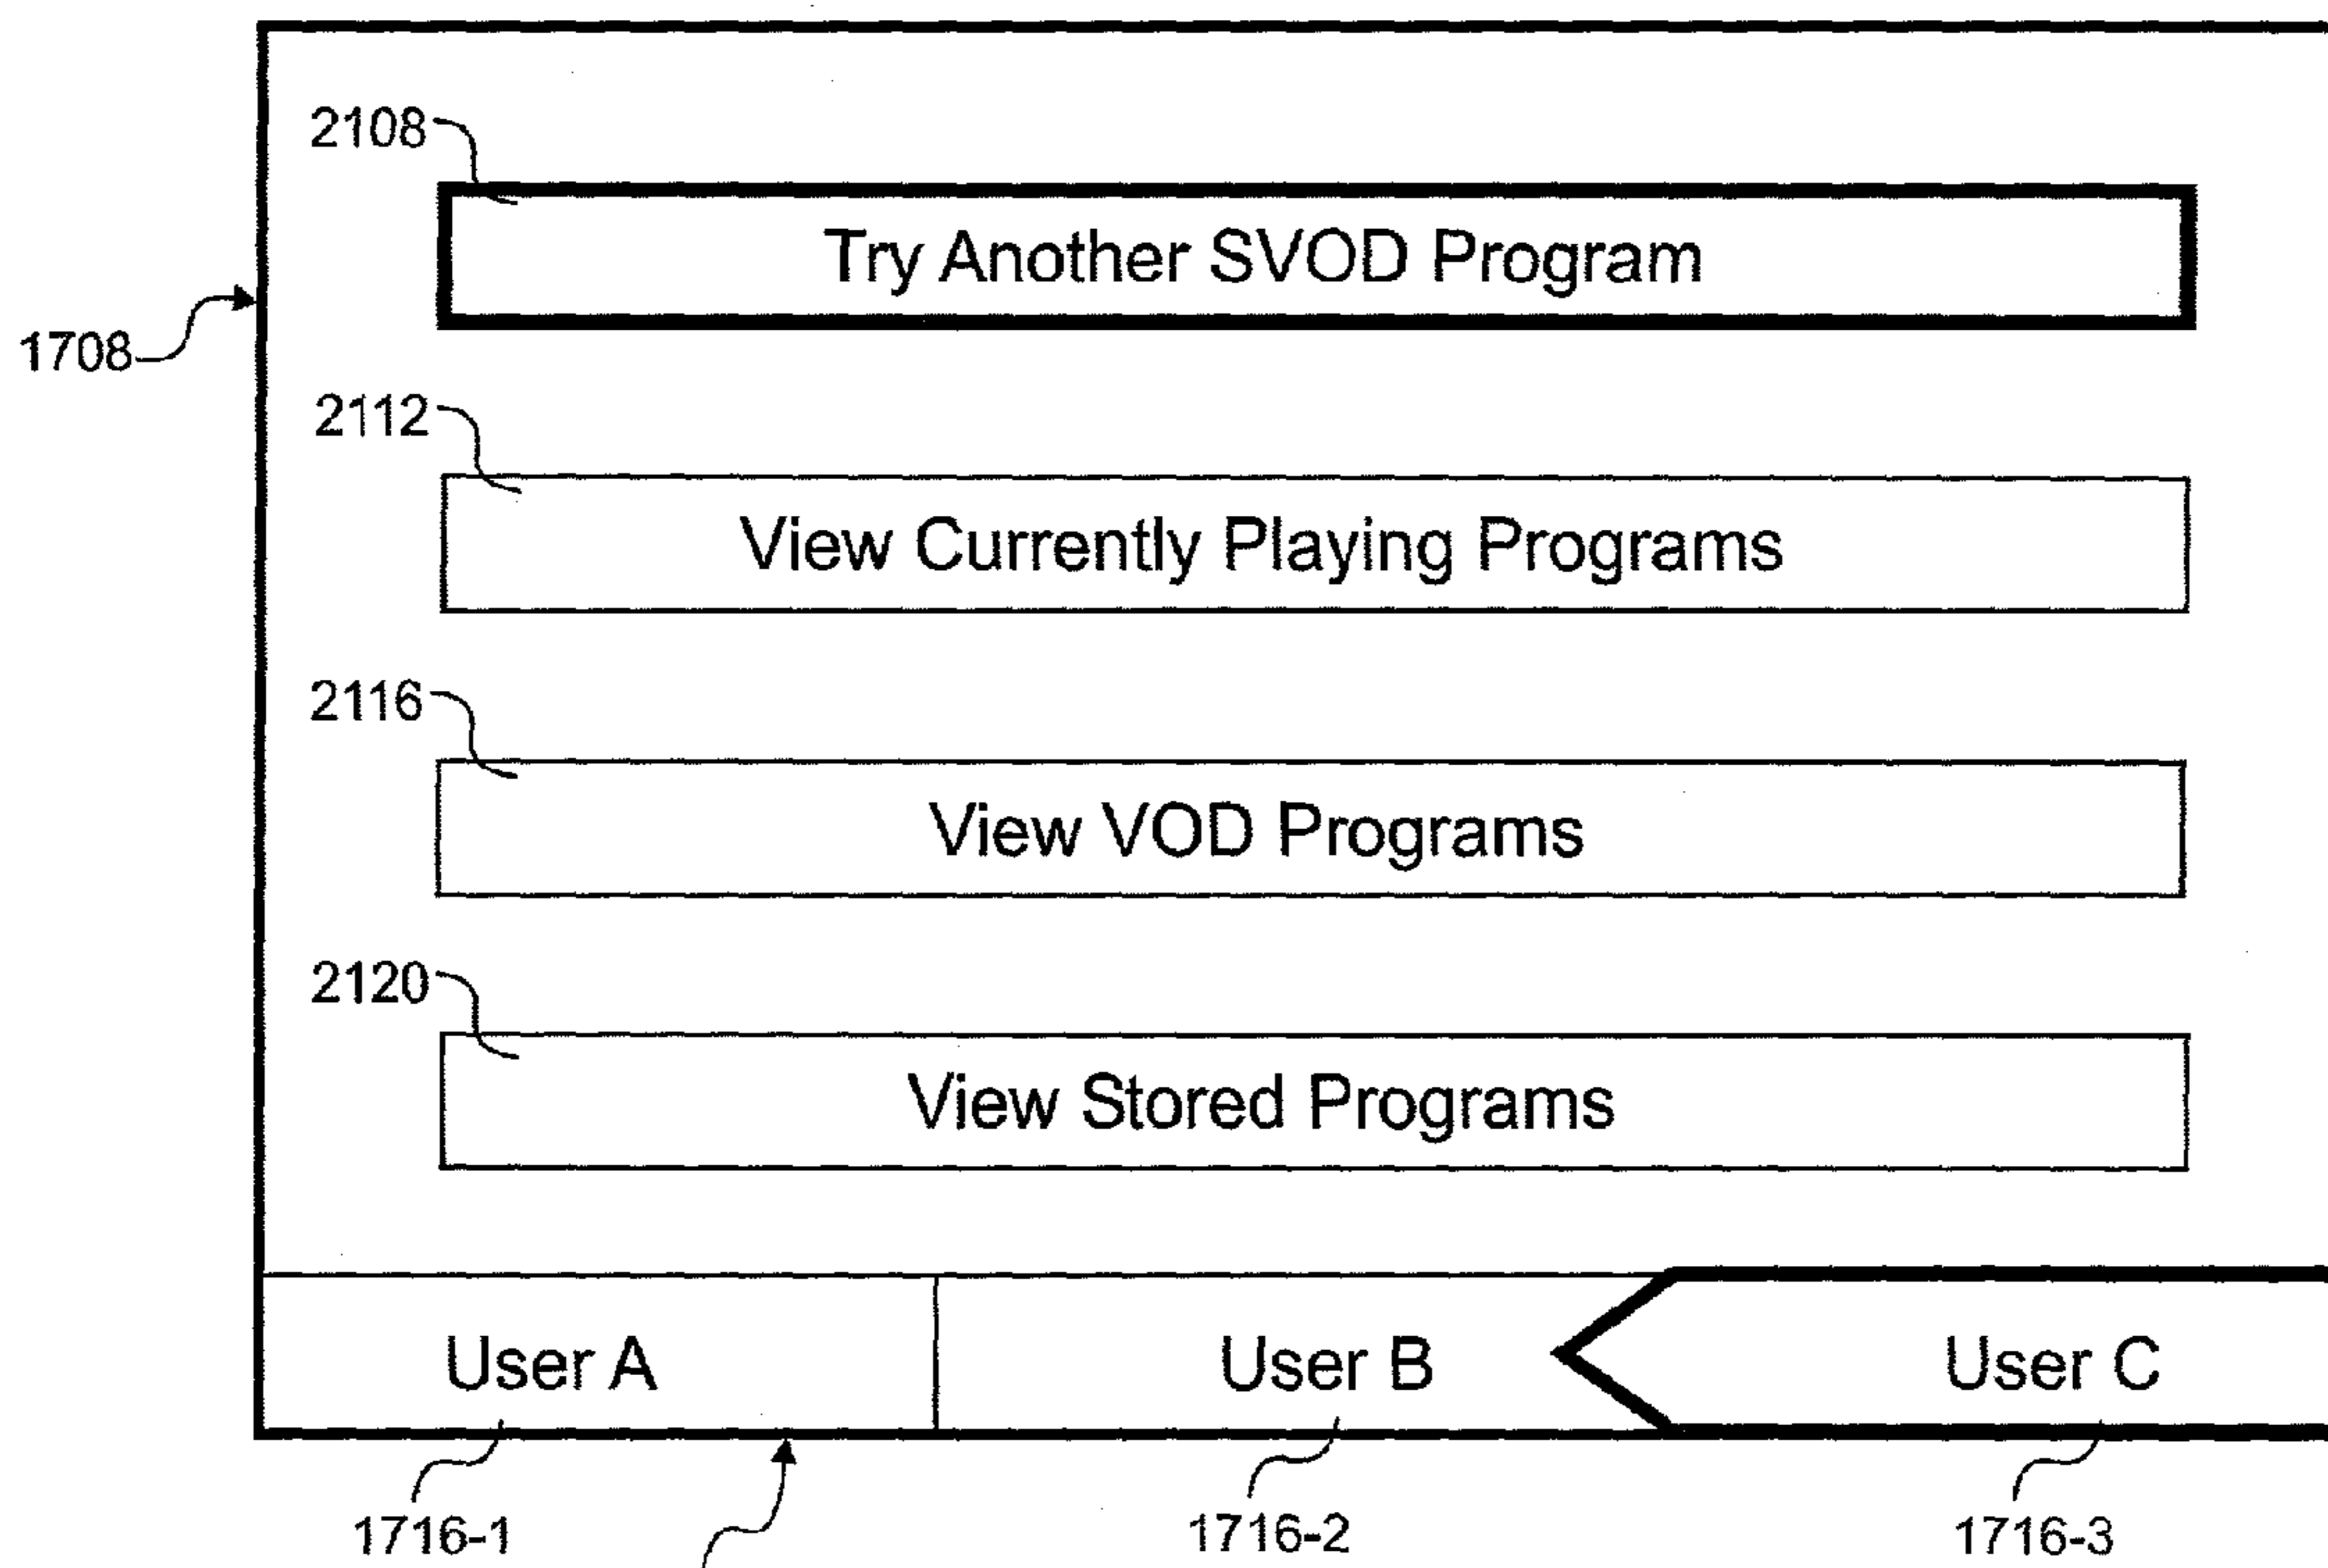 2108
Try Another SVOD Program
1708
2112
View Currently Playing Programs
2116
View VOD Programs
2120
View Stored Programs
User A User B User C
1716-1 1716-2 1716-3